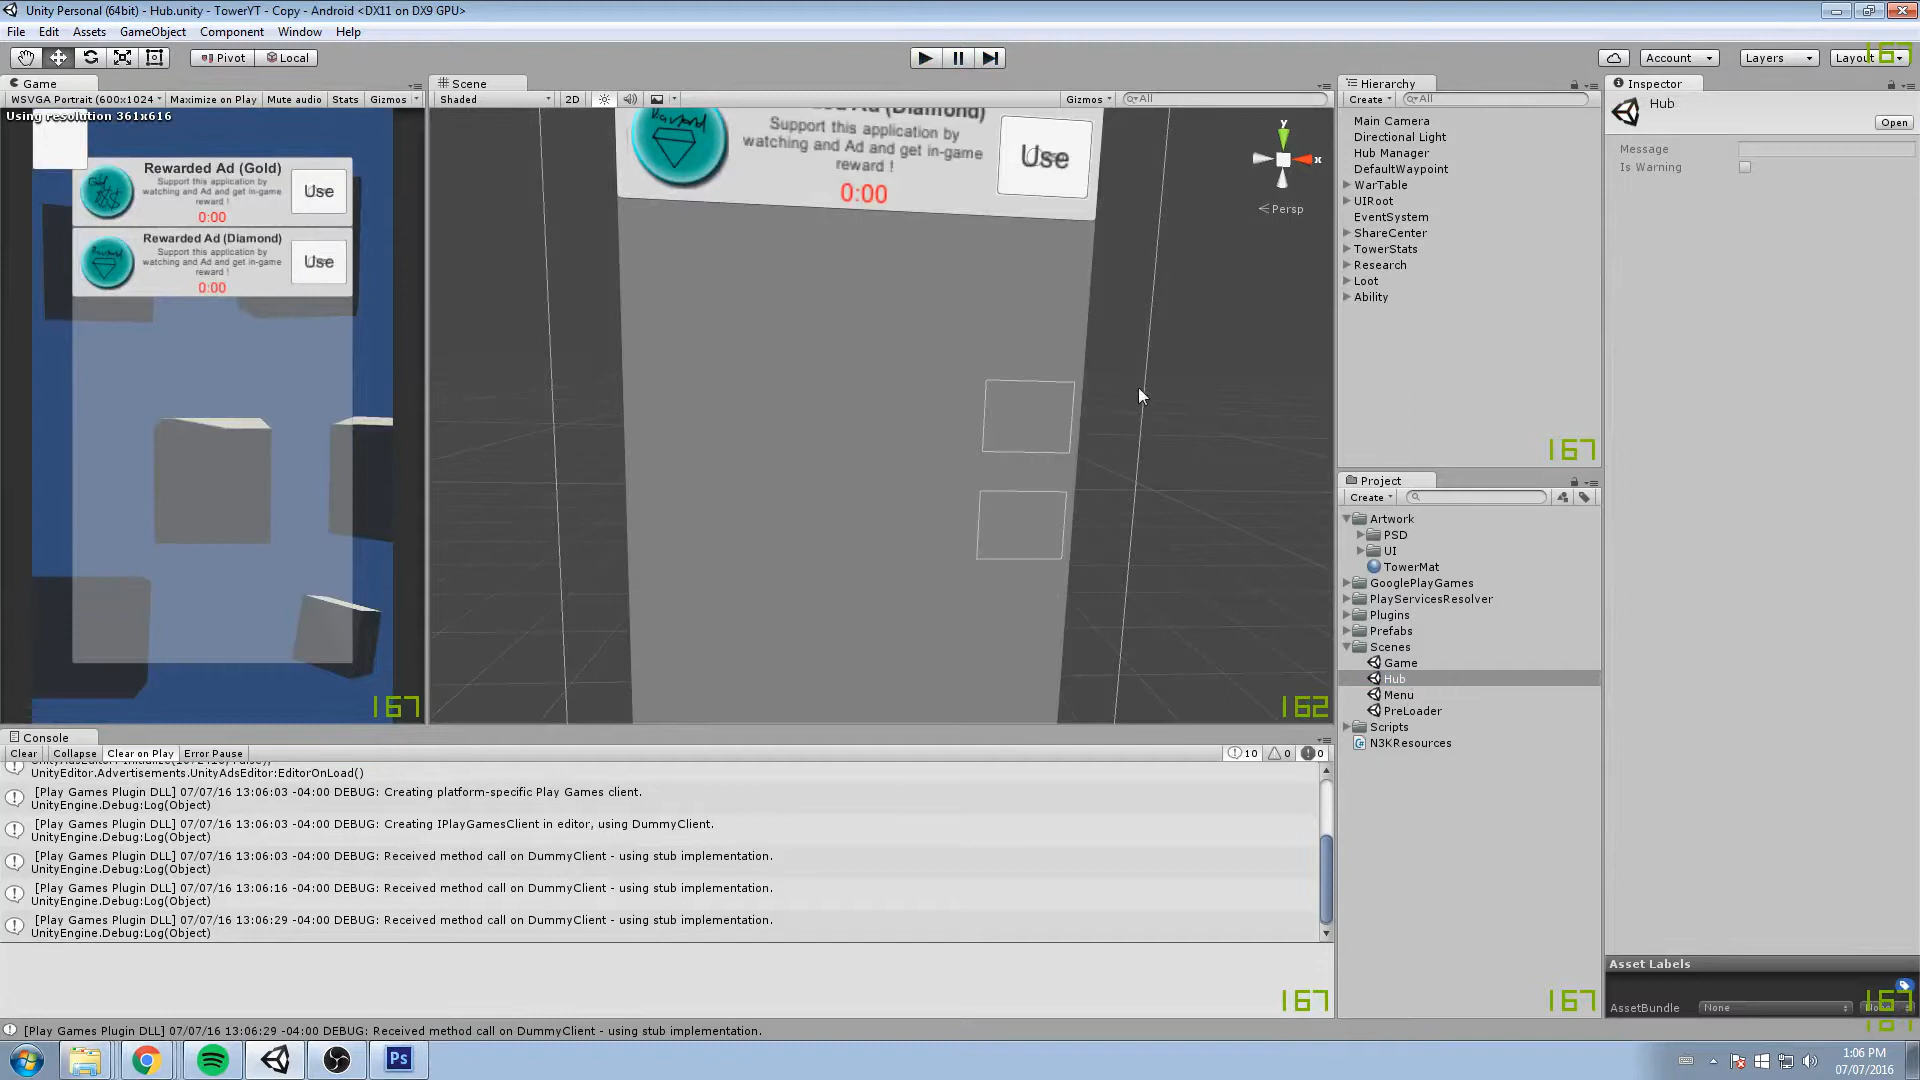 Unity Personal (64bit) - Hub.unity - TowerYT - Copy - Android <DX11 on DX9 GPU>
File Edit Assets GameObject Component Window Help
Pivot Local Account Layers Layout
Game Scene Hierarchy Inspector
WSVGA Portrait (600x1024 Maximize on Play Mute audio Stats Gizmos
Shaded 2D Gizmos All
Create All
Using resolution 361x616
Rewarded Ad (Gold)
Support this application by
watching and Ad and get in-game
reward !
0:00
Use
Rewarded Ad (Diamond)
Support this application by
watching and Ad and get in-game
reward !
0:00
Use
167
Support this application by
watching and Ad and get in-game
reward !
0:00
Use
y
x
Persp
162
Main Camera
Directional Light
Hub Manager
DefaultWaypoint
WarTable
UIRoot
EventSystem
ShareCenter
TowerStats
Research
Loot
Ability
167
Project
Create
Artwork
PSD
UI
TowerMat
GooglePlayGames
PlayServicesResolver
Plugins
Prefabs
Scenes
Game
Hub
Menu
PreLoader
Scripts
N3KResources
167
Hub
Open
Message
Is Warning
Asset Labels
AssetBundle None
167
Console
Clear Collapse Clear on Play Error Pause 10 0 0
UnityEditor.Advertisements.UnityAdsEditor:EditorOnLoad()
[Play Games Plugin DLL] 07/07/16 13:06:03 -04:00 DEBUG: Creating platform-specific Play Games client.
UnityEngine.Debug:Log(Object)
[Play Games Plugin DLL] 07/07/16 13:06:03 -04:00 DEBUG: Creating IPlayGamesClient in editor, using DummyClient.
UnityEngine.Debug:Log(Object)
[Play Games Plugin DLL] 07/07/16 13:06:03 -04:00 DEBUG: Received method call on DummyClient - using stub implementation.
UnityEngine.Debug:Log(Object)
[Play Games Plugin DLL] 07/07/16 13:06:16 -04:00 DEBUG: Received method call on DummyClient - using stub implementation.
UnityEngine.Debug:Log(Object)
[Play Games Plugin DLL] 07/07/16 13:06:29 -04:00 DEBUG: Received method call on DummyClient - using stub implementation.
UnityEngine.Debug:Log(Object)
167
[Play Games Plugin DLL] 07/07/16 13:06:29 -04:00 DEBUG: Received method call on DummyClient - using stub implementation.
Ps
1:06 PM
07/07/2016